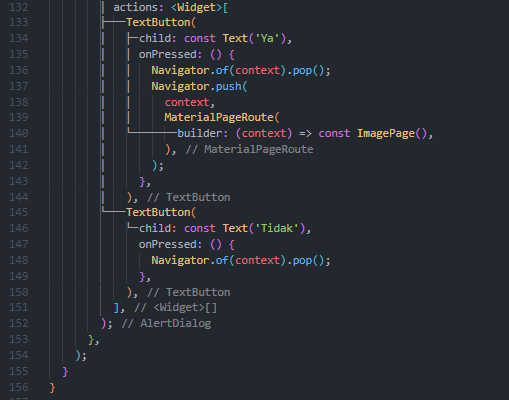 132 actions: <Widget>[
133 TextButton(
134 child: const Text('Ya'),
135 onPressed: () {
136 Navigator.of(context).pop();
137 Navigator.push(
138 context,
139 MaterialPageRoute(
140 builder: (context) => const ImagePage(),
141 ), // MaterialPageRoute
142 );
143 },
144 ), // TextButton
145 TextButton(
146 child: const Text('Tidak'),
147 onPressed: () {
148 Navigator.of(context).pop();
149 },
150 ), // TextButton
151 ], // <Widget>[]
152 ); // AlertDialog
153 },
154 );
155 }
156 }
157